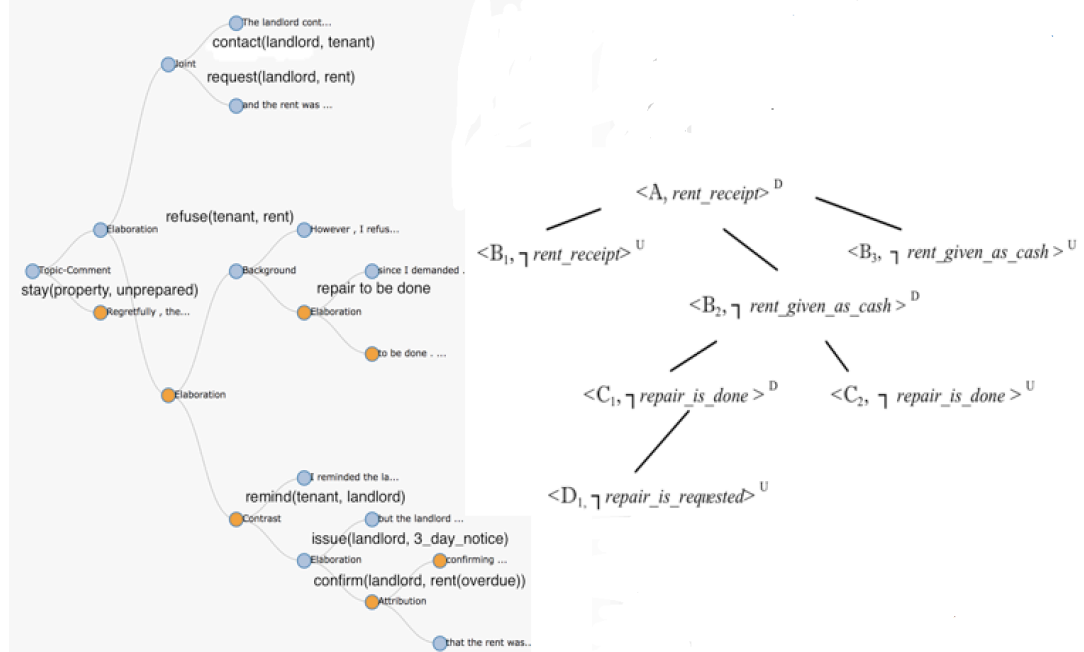 The landlord cont...
contact(landlord, tenant)
Joint
request(landlord, rent)
and the rent was ...
refuse(tenant, rent)
Elaboration
However , I refus...
Topic-Comment
Background
since I demanded .
stay(property, unprepared)
repair to be done
Regretfully , the...
Elaboration
to be done . ...
Elaboration
I reminded the la...
remind(tenant, landlord)
Contrast
but the landlord ...
issue(landlord, 3_day_notice)
Elaboration
confirming ...
confirm(landlord, rent(overdue))
Attribution
that the rent was..
<A, rent_receipt> D
<B1, ┐ rent_receipt> U
<B3, ┐ rent_given_as_cash > U
<B2, ┐ rent_given_as_cash > D
<C1, ┐ repair_is_done > D
<C2, ┐ repair_is_done > U
<D1, ┐ repair_is_requested> U